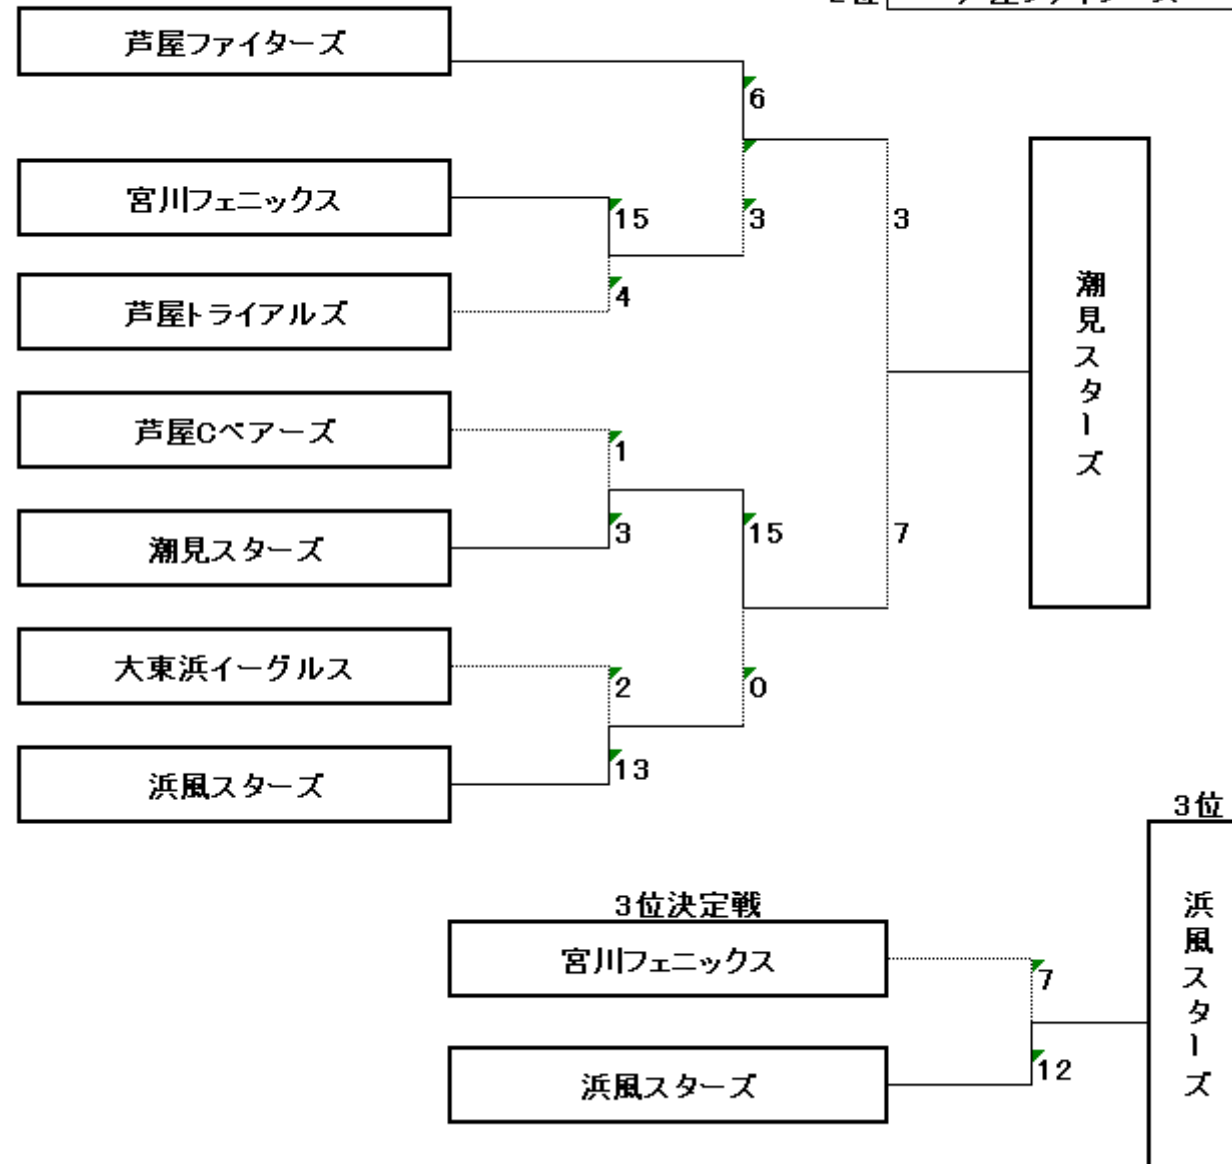 芦屋ファイターズ
6
宮川フェニックス
15
3
3
芦屋トライアルズ
4
潮見スターズ
芦屋Cベアーズ
1
潮見スターズ
3
15
7
大東浜イーグルス
2
0
浜風スターズ
13
3位
3位決定戦
宮川フェニックス
7
浜風スターズ
浜風スターズ
12